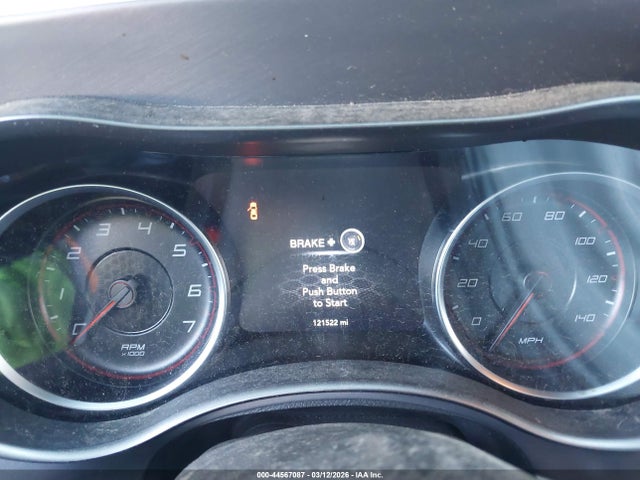 BRAKE +
Press Brake
and
Push Button
to Start
121522 mi
0 1 2 3 4 5 6 7
RPM
x1000
0 20 40 60 80 100 120 140
MPH
000-44567087 - 03/12/2026 - IAA Inc.